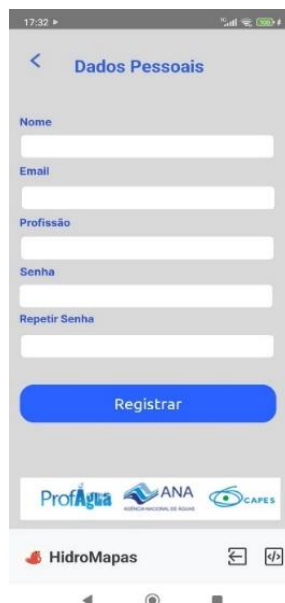 17:32
Dados Pessoais
Nome
Email
Profissão
Senha
Repetir Senha
Registrar
ProfÁgua
ANA
AGÊNCIA NACIONAL DE ÁGUAS
CAPES
HidroMapas